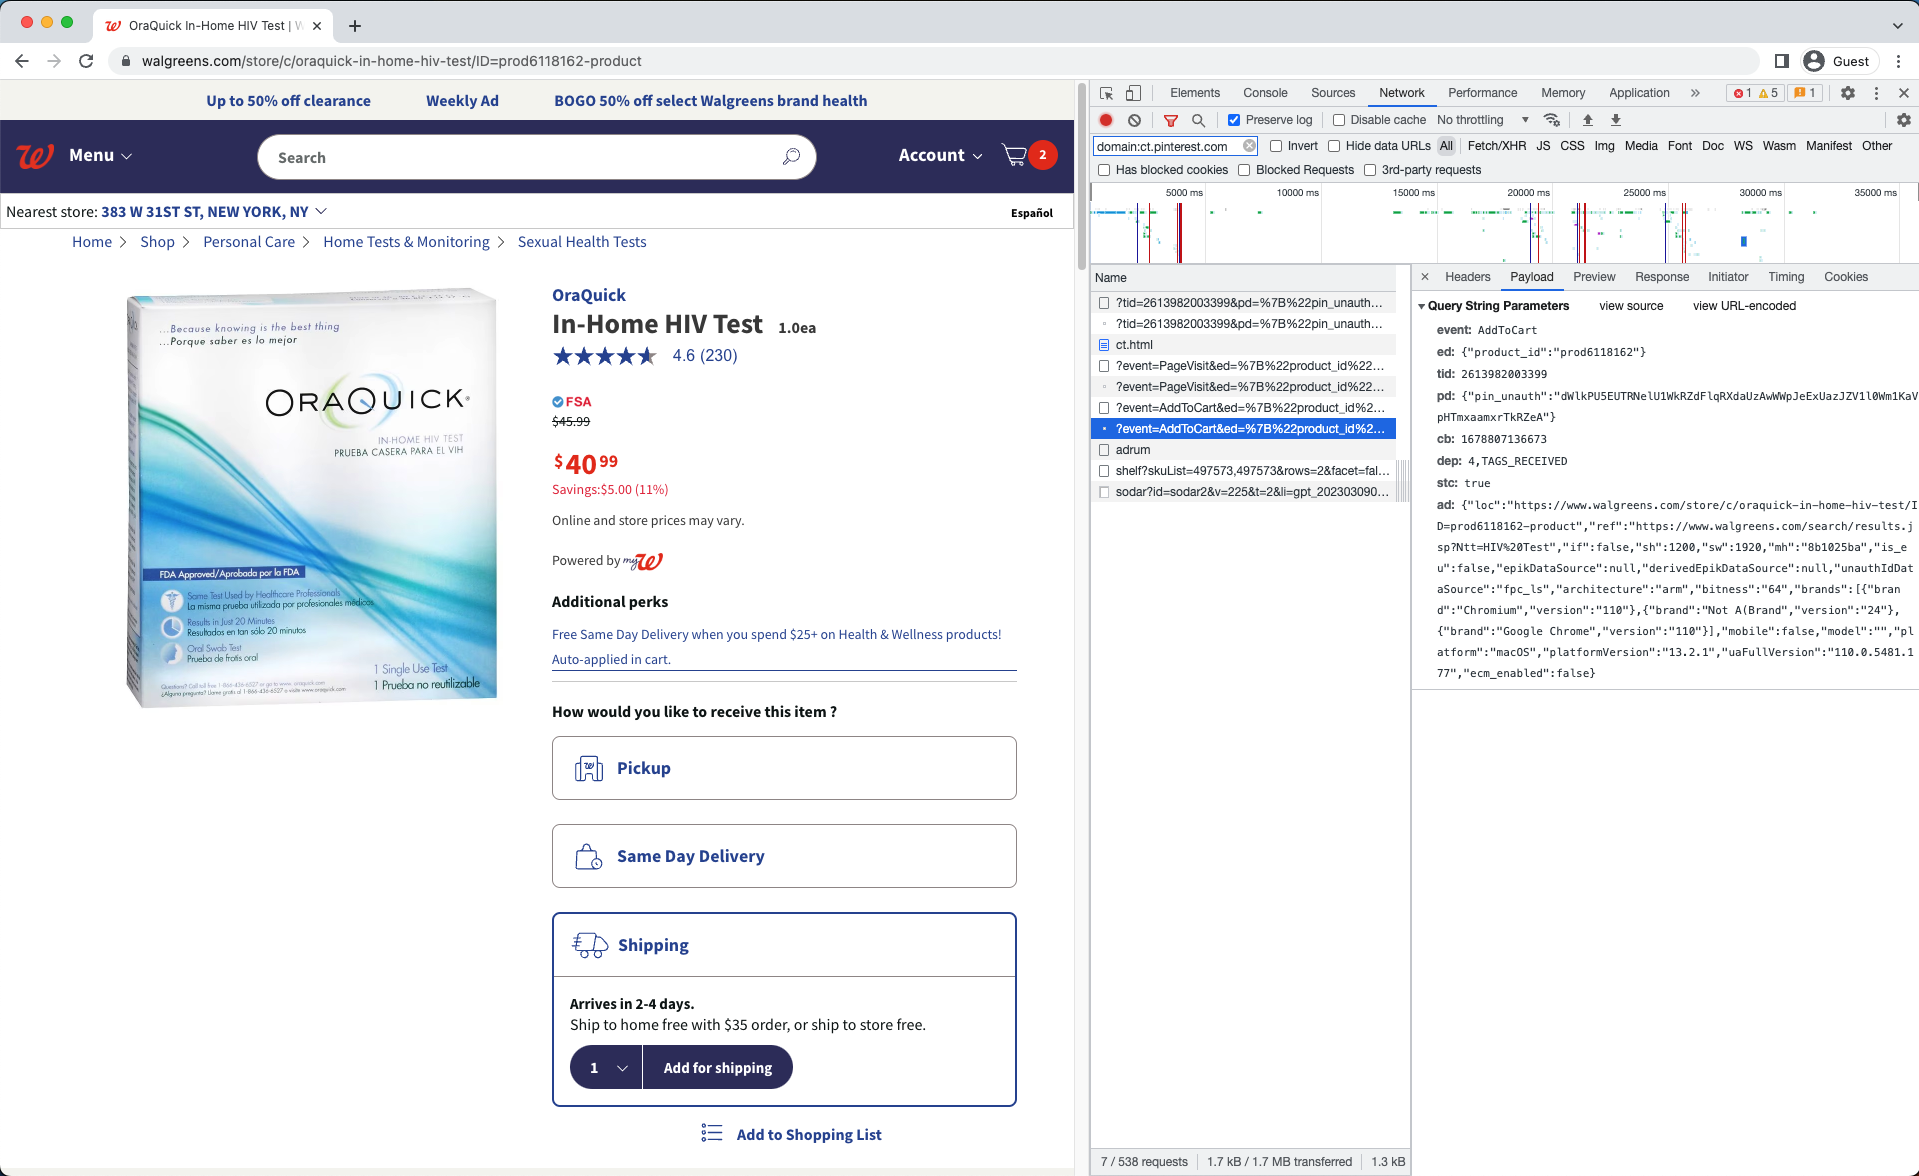 OraQuick In-Home HIV Test | W
walgreens.com/store/c/oraquick-in-home-hiv-test/ID=prod6118162-product
Guest
Up to 50% off clearance
Weekly Ad
BOGO 50% off select Walgreens brand health
Menu
Search
Account
2
Nearest store: 383 W 31ST ST, NEW YORK, NY
Español
Home
Shop
Personal Care
Home Tests & Monitoring
Sexual Health Tests
...Because knowing is the best thing
...Porque saber es lo mejor
ORAQUICK
IN-HOME HIV TEST
PRUEBA CASERA PARA EL VIH
FDA Approved/Aprobada por la FDA
Same Test Used by Healthcare Professionals
La misma prueba utilizada por profesionales médicos
Results in Just 20 Minutes
Resultados en tan sólo 20 minutos
Oral Swab Test
Prueba de frotis oral
1 Single Use Test
1 Prueba no reutilizable
OraQuick
In-Home HIV Test 1.0ea
4.6 (230)
FSA
$45.99
$40 99
Savings:$5.00 (11%)
Online and store prices may vary.
Powered by myW
Additional perks
Free Same Day Delivery when you spend $25+ on Health & Wellness products!
Auto-applied in cart.
How would you like to receive this item ?
Pickup
Same Day Delivery
Shipping
Arrives in 2-4 days.
Ship to home free with $35 order, or ship to store free.
1
Add for shipping
Add to Shopping List
Elements
Console
Sources
Network
Performance
Memory
Application
1
5
1
Preserve log
Disable cache
No throttling
domain:ct.pinterest.com
Invert
Hide data URLs
All
Fetch/XHR
JS
CSS
Img
Media
Font
Doc
WS
Wasm
Manifest
Other
Has blocked cookies
Blocked Requests
3rd-party requests
5000 ms
10000 ms
15000 ms
20000 ms
25000 ms
30000 ms
35000 ms
Name
?tid=2613982003399&pd=%7B%22pin_unauth...
?tid=2613982003399&pd=%7B%22pin_unauth...
ct.html
?event=PageVisit&ed=%7B%22product_id%22...
?event=PageVisit&ed=%7B%22product_id%22...
?event=AddToCart&ed=%7B%22product_id%2...
?event=AddToCart&ed=%7B%22product_id%2...
adrum
shelf?skuList=497573,497573&rows=2&facet=fal...
sodar?id=sodar2&v=225&t=2&li=gpt_202303090...
7 / 538 requests
1.7 kB / 1.7 MB transferred
1.3 kB
Headers
Payload
Preview
Response
Initiator
Timing
Cookies
Query String Parameters
view source
view URL-encoded
event: AddToCart
ed: {"product_id":"prod6118162"}
tid: 2613982003399
pd: {"pin_unauth":"dWlkPU5EUTRNelU1WkRZdFlqRXdaUzAwWWpJeExUazJZV1l0Wm1KaV
pHTmxaamxrTkRZeA"}
cb: 1678807136673
dep: 4,TAGS_RECEIVED
stc: true
ad: {"loc":"https://www.walgreens.com/store/c/oraquick-in-home-hiv-test/I
D=prod6118162-product","ref":"https://www.walgreens.com/search/results.j
sp?Ntt=HIV%20Test","if":false,"sh":1200,"sw":1920,"mh":"8b1025ba","is_e
u":false,"epikDataSource":null,"derivedEpikDataSource":null,"unauthIdDat
aSource":"fpc_ls","architecture":"arm","bitness":"64","brands":[{"bran
d":"Chromium","version":"110"},{"brand":"Not A(Brand","version":"24"},
{"brand":"Google Chrome","version":"110"}],"mobile":false,"model":"","pl
atform":"macOS","platformVersion":"13.2.1","uaFullVersion":"110.0.5481.1
77","ecm_enabled":false}